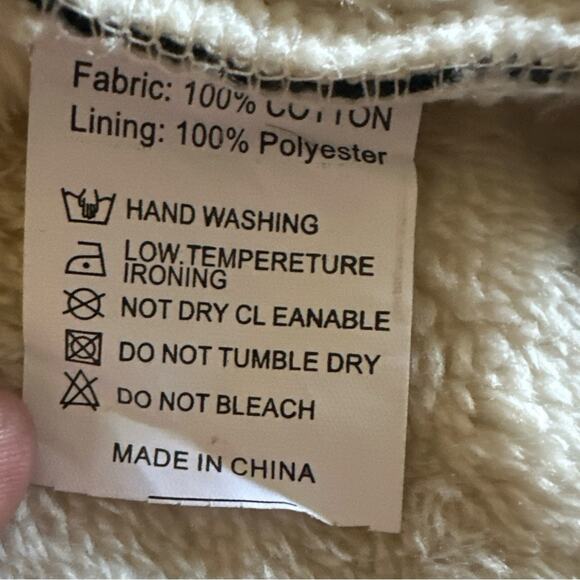 Fabric: 100% COTTON
Lining: 100% Polyester
HAND WASHING
LOW.TEMPERETURE
IRONING
NOT DRY CL EANABLE
DO NOT TUMBLE DRY
DO NOT BLEACH
MADE IN CHINA